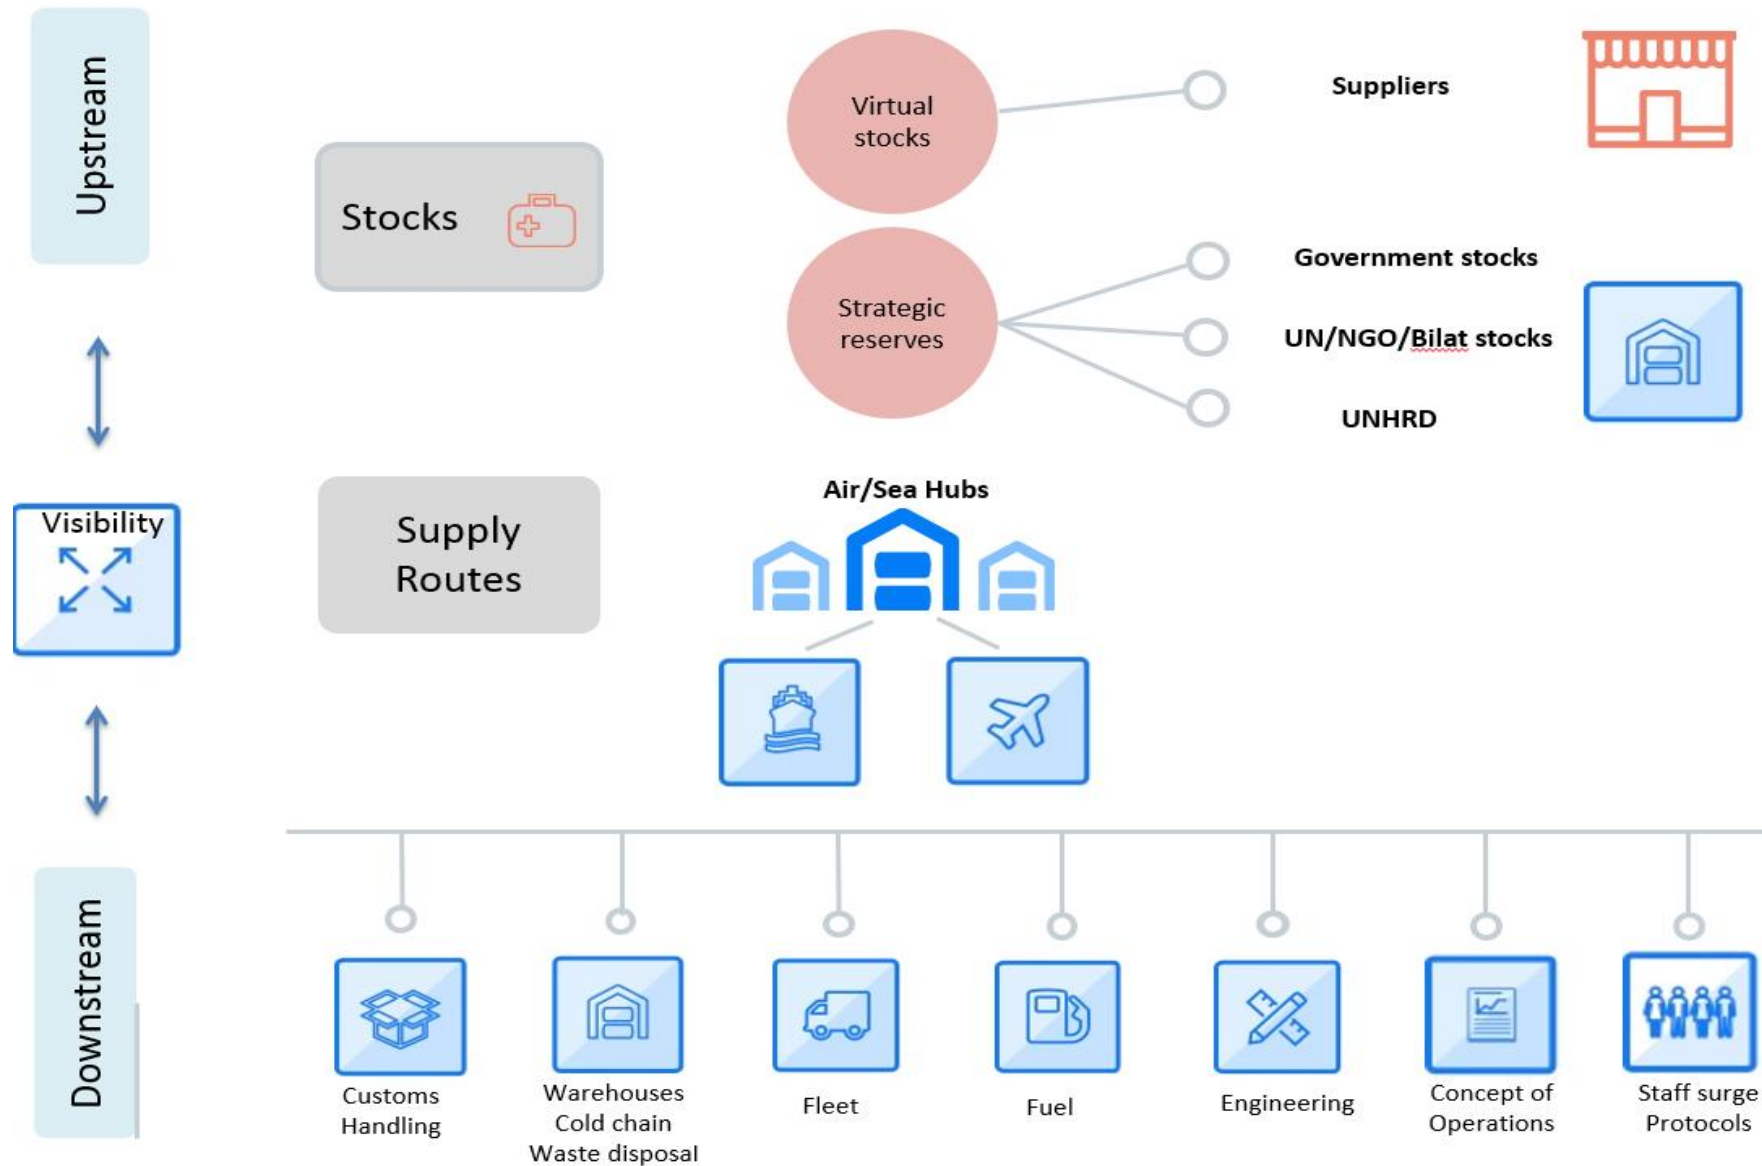 Upstream
Stocks
Virtual
stocks
Suppliers
Strategic
reserves
Government stocks
UN/NGO/Bilat stocks
UNHRD
Visibility
Supply
Routes
Air/Sea Hubs
Downstream
Customs
Handling
Warehouses
Cold chain
Waste disposal
Fleet
Fuel
Engineering
Concept of
Operations
Staff surge
Protocols